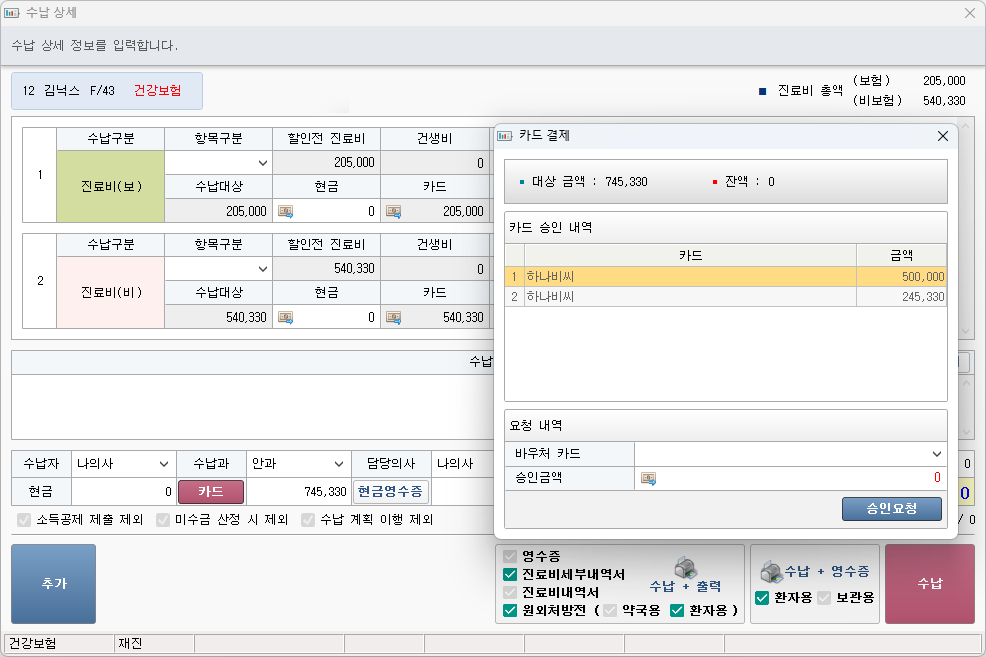 수납 상세
수납 상세 정보를 입력합니다.
12 김닉스 F/43 건강보험
진료비 총액 (보험) 205,000
(비보험) 540,330
1
수납구분 항목구분 할인전 진료비 건생비
진료비(보) 205,000 0
수납대상 현금 카드
205,000 0 205,000
2
수납구분 항목구분 할인전 진료비 건생비
진료비(비) 540,330 0
수납대상 현금 카드
540,330 0 540,330
수납
수납자 나의사 수납과 안과 담당의사 나의사 0
현금 0 카드 745,330 현금영수증 0
소득공제 제출 제외 미수금 산정 시 제외 수납 계획 이행 제외 / 0
카드 결제
대상 금액 : 745,330 잔액 : 0
카드 승인 내역
카드 금액
1 하나비씨 500,000
2 하나비씨 245,330
요청 내역
바우처 카드
승인금액 0
승인요청
추가
영수증
진료비세부내역서
진료비내역서
원외처방전 ( 약국용 환자용 )
수납 + 출력
수납 + 영수증
환자용 보관용
수납
건강보험 재진